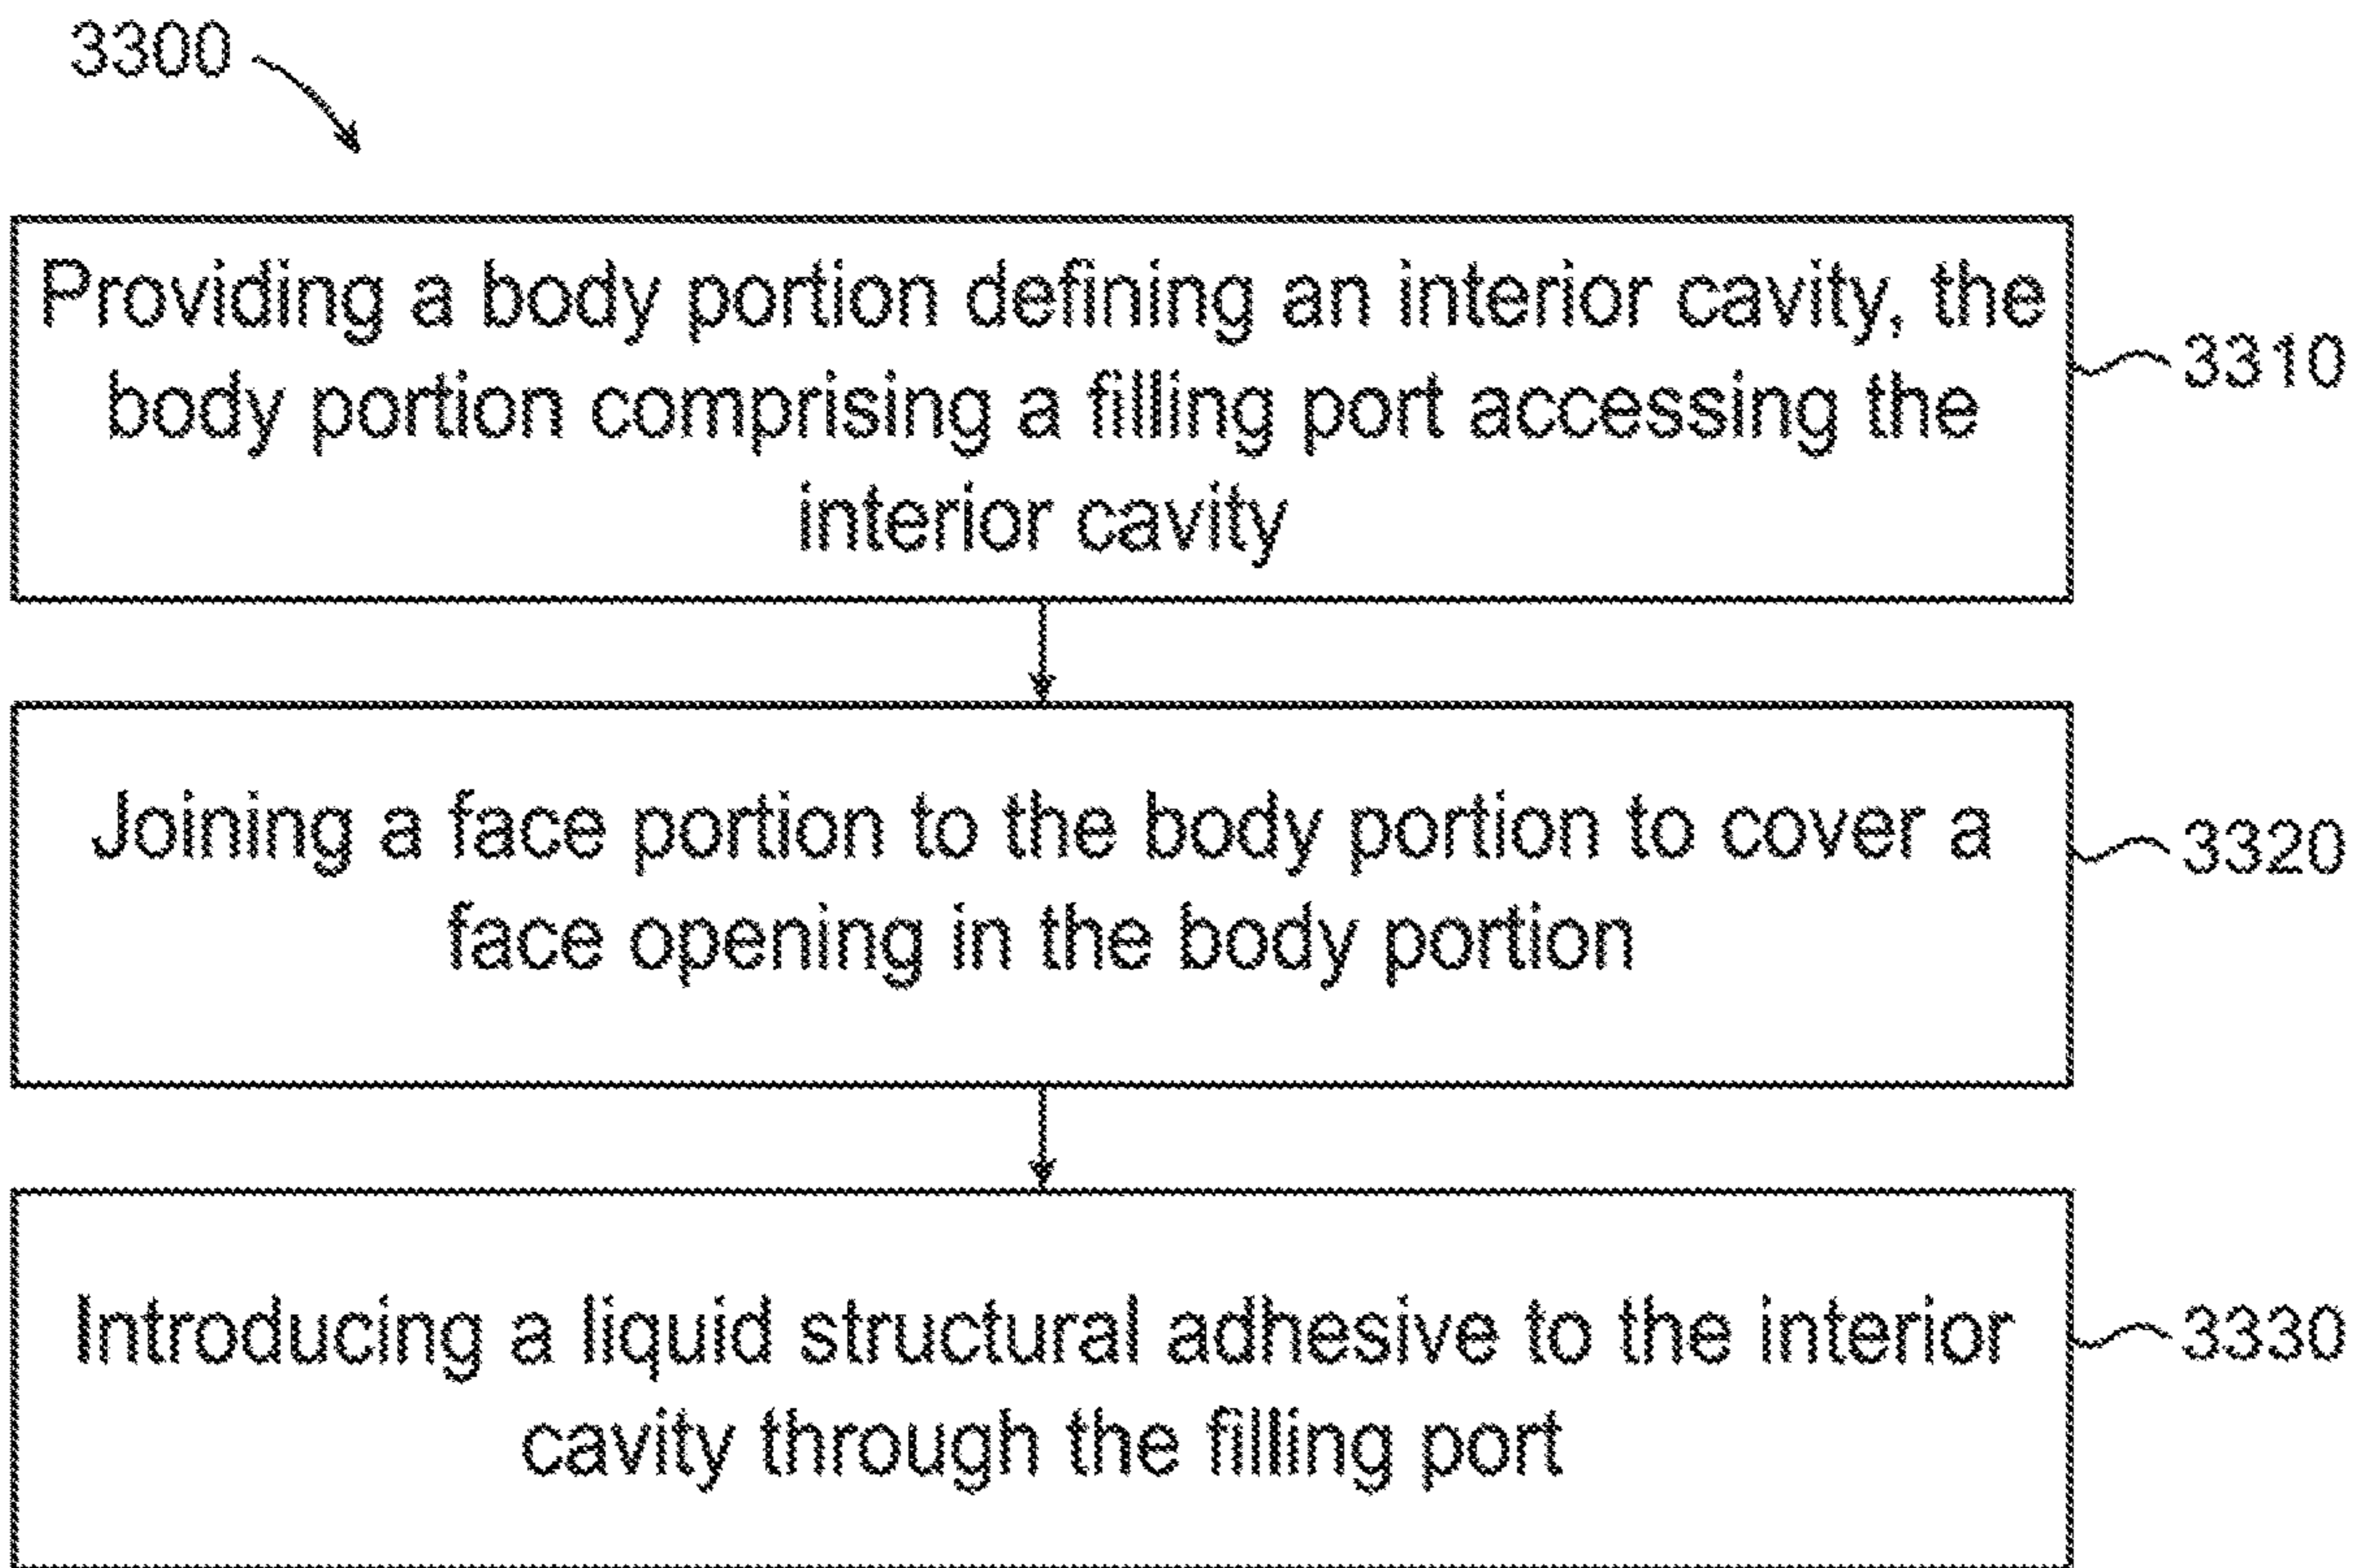 3300
Providing a body portion defining an interior cavity, the
body portion comprising a filling port accessing the
interior cavity
3310
Joining a face portion to the body portion to cover a
face opening in the body portion
3320
Introducing a liquid structural adhesive to the interior
cavity through the filling port
3330